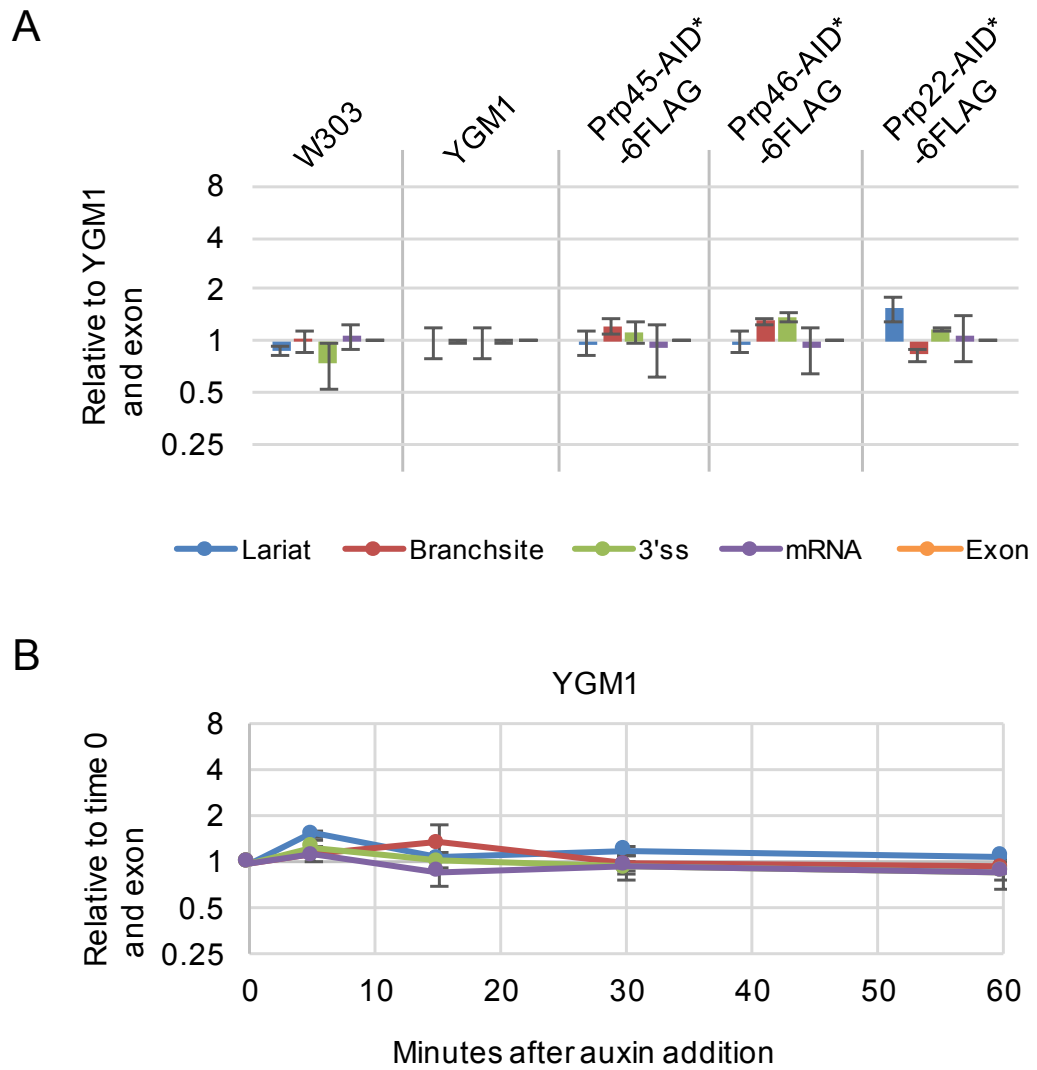 A
W303
YGM1
Prp45-AID*
-6FLAG
Prp46-AID*
-6FLAG
Prp22-AID*
-6FLAG
Relative to YGM1
and exon
8
4
2
1
0.5
0.25
Lariat
Branchsite
3'ss
mRNA
Exon
B
YGM1
Relative to time 0
and exon
8
4
2
1
0.5
0.25
0 10 20 30 40 50 60
Minutes after auxin addition